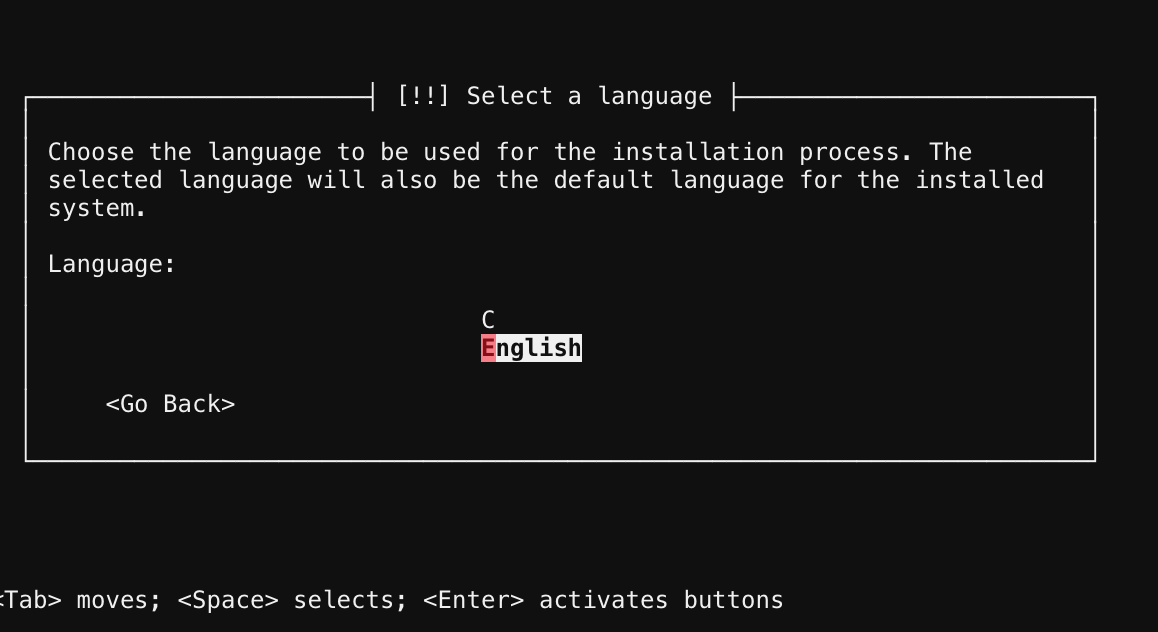 [!!] Select a language
Choose the language to be used for the installation process. The
selected language will also be the default language for the installed
system.
Language:
C
English
<Go Back>
<Tab> moves; <Space> selects; <Enter> activates buttons